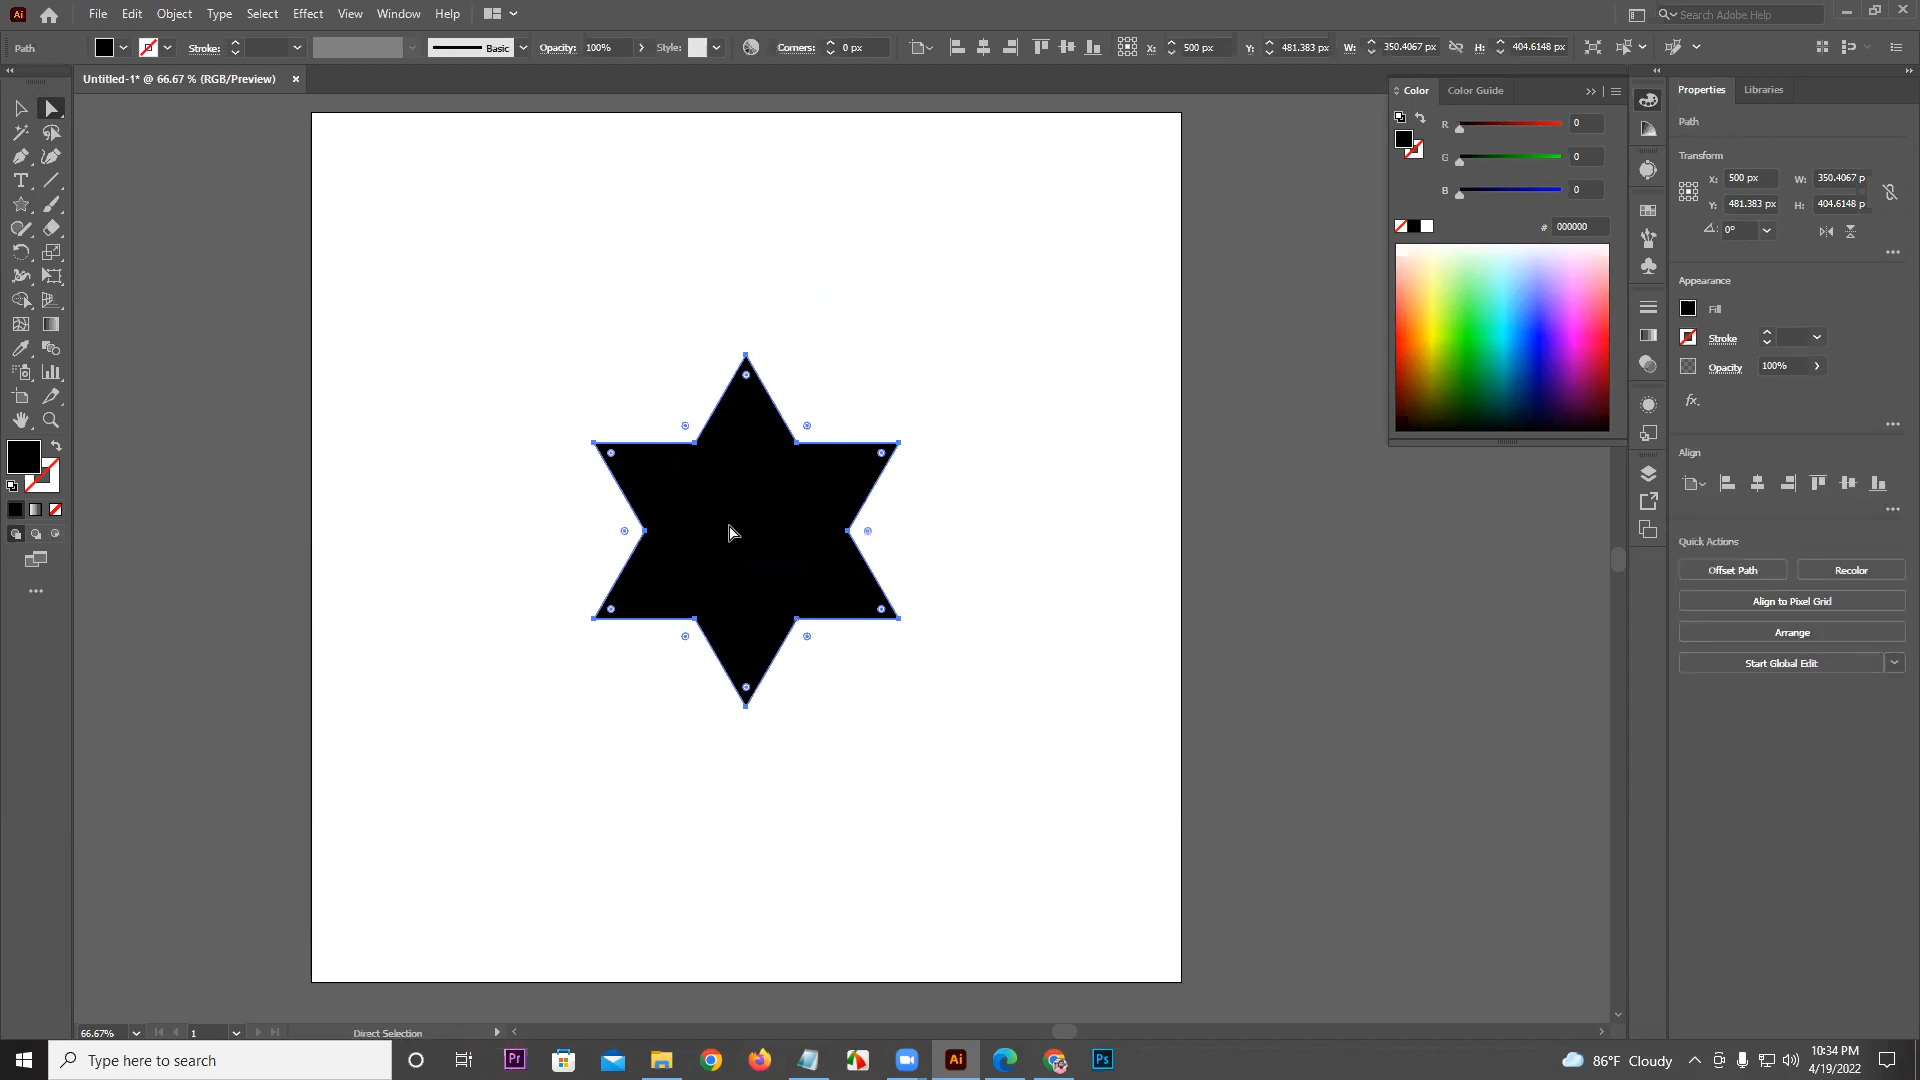 Ai File Edit Object Type Select Effect View Window Help Search Adobe Help
Path Stroke: Basic Opacity: 100% Style: Corners: 0 px X: 500 px Y: 481.383 px W: 350.4067 px H: 404.6148 px
Untitled-1* @ 66.67 % (RGB/Preview)
Color Color Guide
R 0
G 0
B 0
# 000000
Properties Libraries
Path
Transform
X: 500 px W: 350.4067 p
Y: 481.383 px H: 404.6148 p
0°
Appearance
Fill
Stroke
Opacity 100%
fx.
Align
Quick Actions
Offset Path Recolor
Align to Pixel Grid
Arrange
Start Global Edit
66.67% 1 Direct Selection
Type here to search
Pr Ai Ps
86°F Cloudy
10:34 PM
4/19/2022